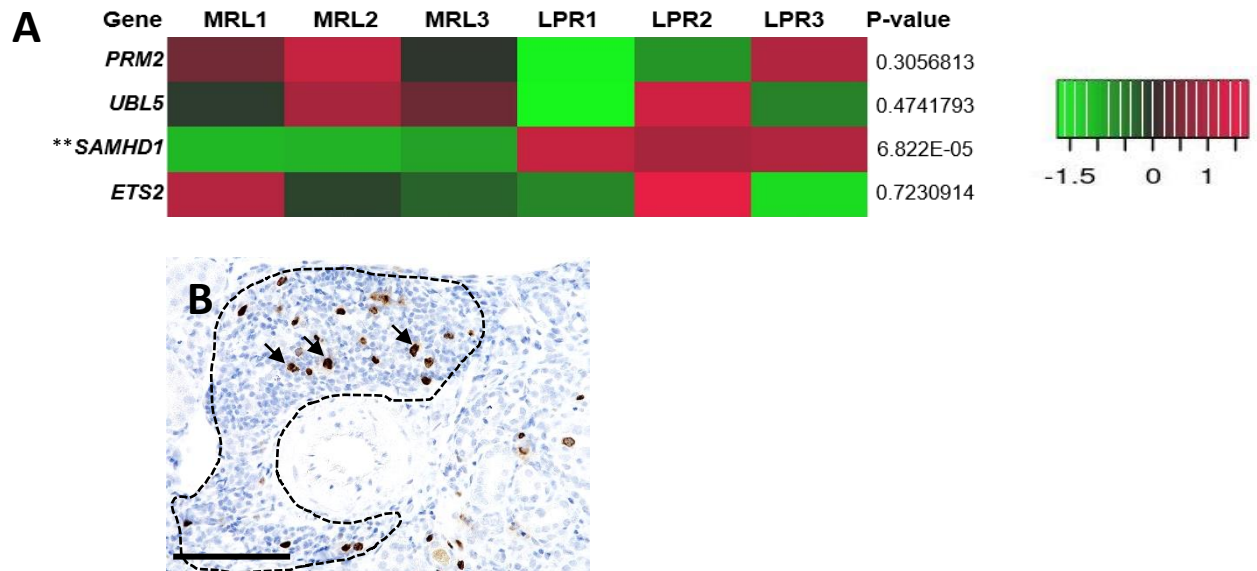 A
Gene MRL1 MRL2 MRL3 LPR1 LPR2 LPR3 P-value
PRM2 0.3056813
UBL5 0.4741793
**SAMHD1 6.822E-05
ETS2 0.7230914
-1.5 0 1
B